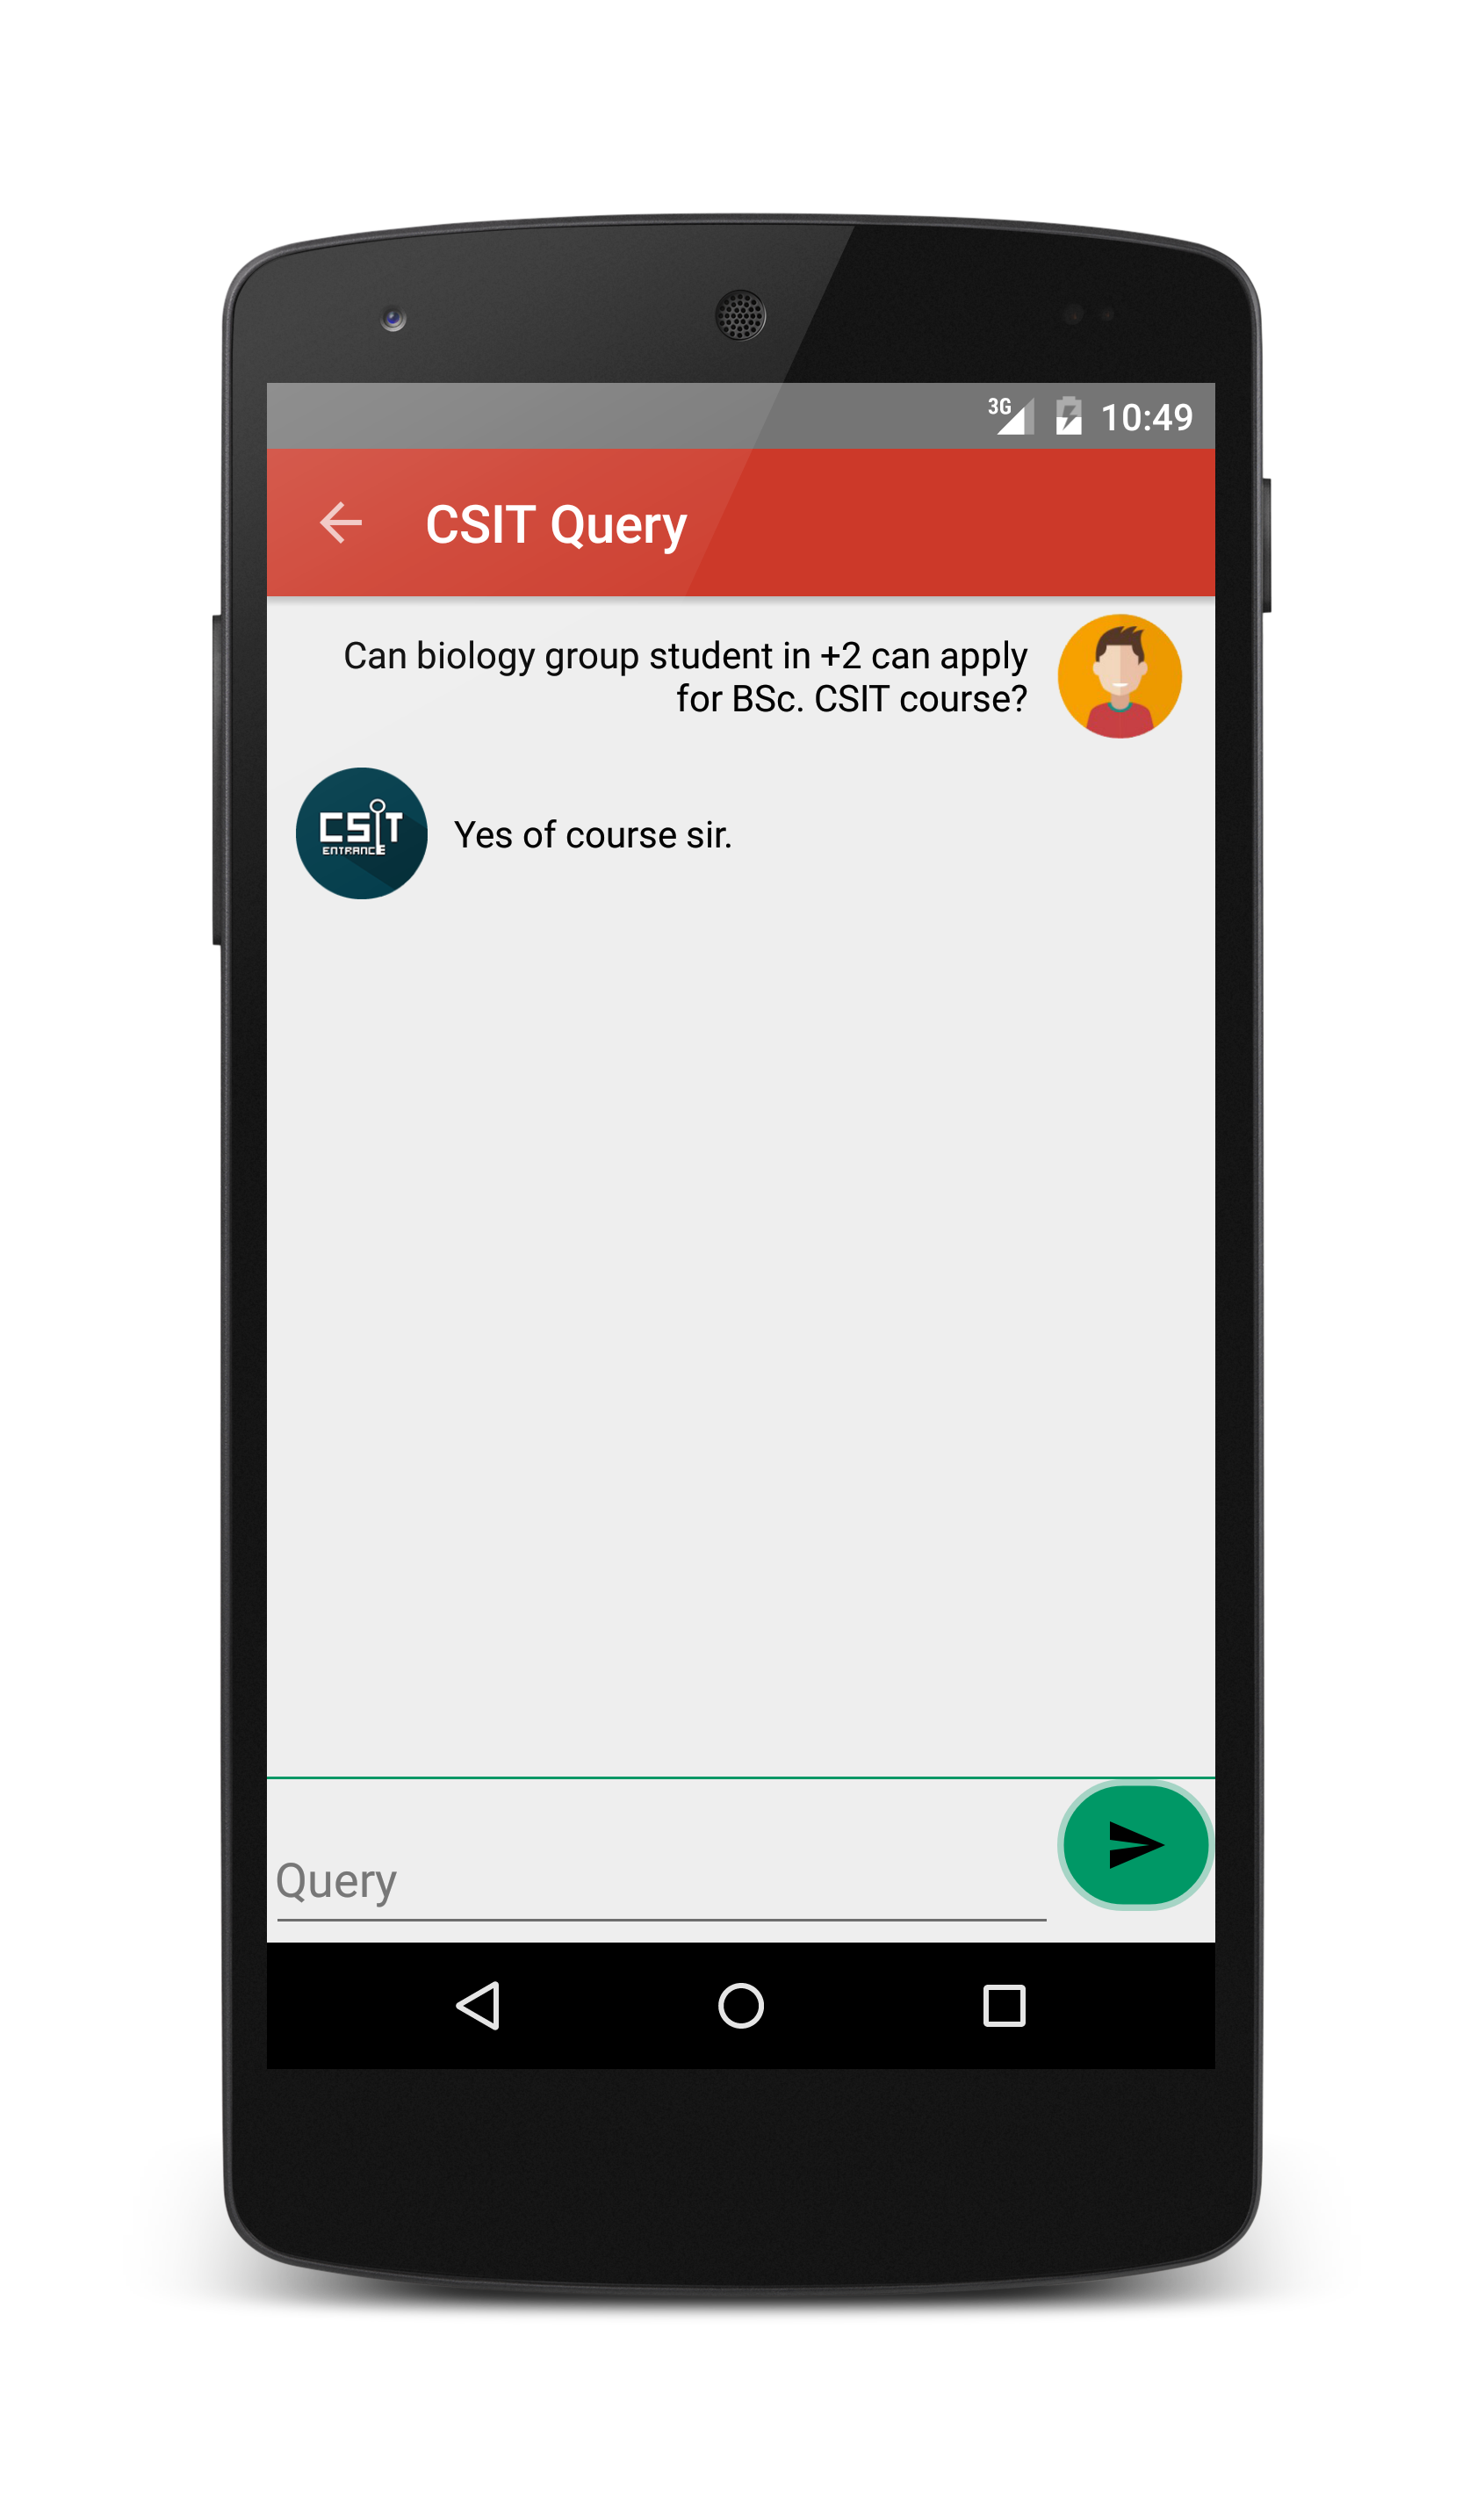 3G 10:49
CSIT Query
Can biology group student in +2 can apply
for BSc. CSIT course?
CSIT
ENTRANCE
Yes of course sir.
Query